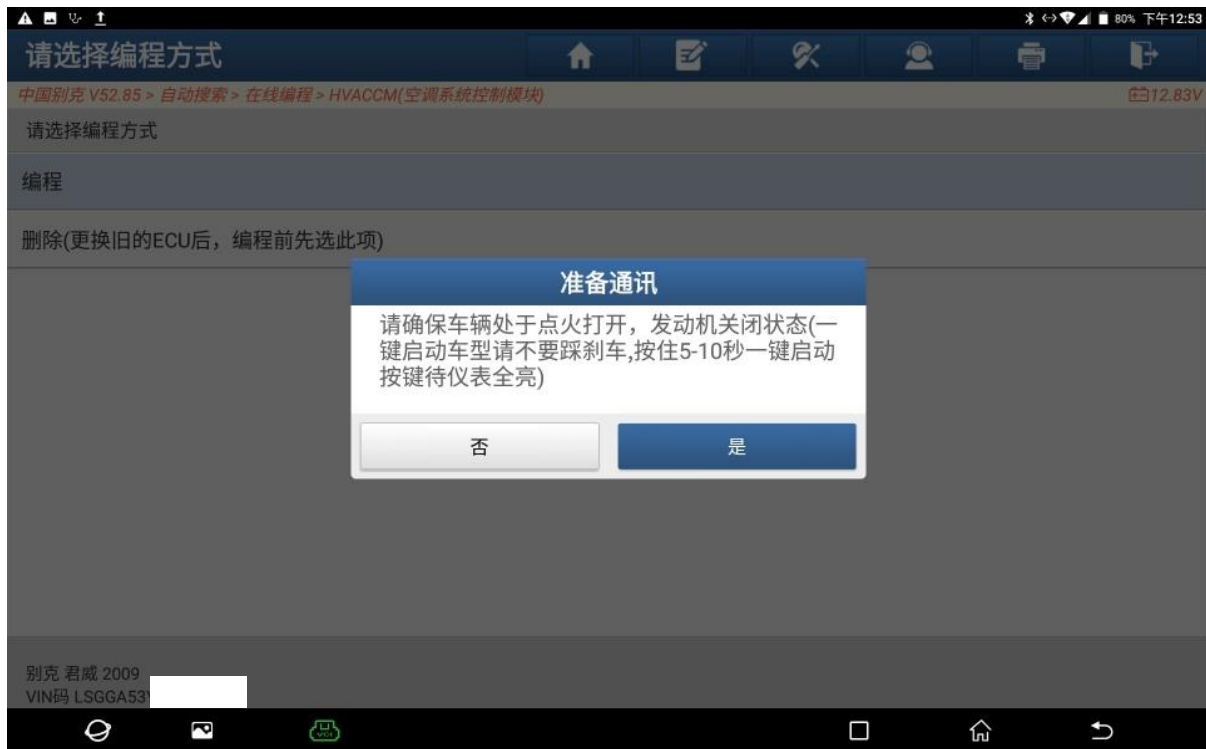 80% 下午12:53
请选择编程方式
中国别克 V52.85 > 自动搜索 > 在线编程 > HVACCM(空调系统控制模块)
12.83V
请选择编程方式
编程
删除(更换旧的ECU后，编程前先选此项)
准备通讯
请确保车辆处于点火打开，发动机关闭状态(一
键启动车型请不要踩刹车,按住5-10秒一键启动
按键待仪表全亮)
否
是
别克 君威 2009
VIN码 LSGGA53Y
VCI